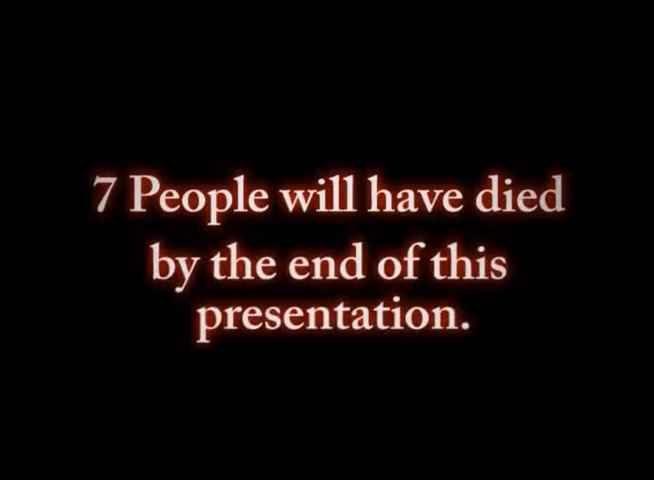 7 People will have died
by the end of this
presentation.